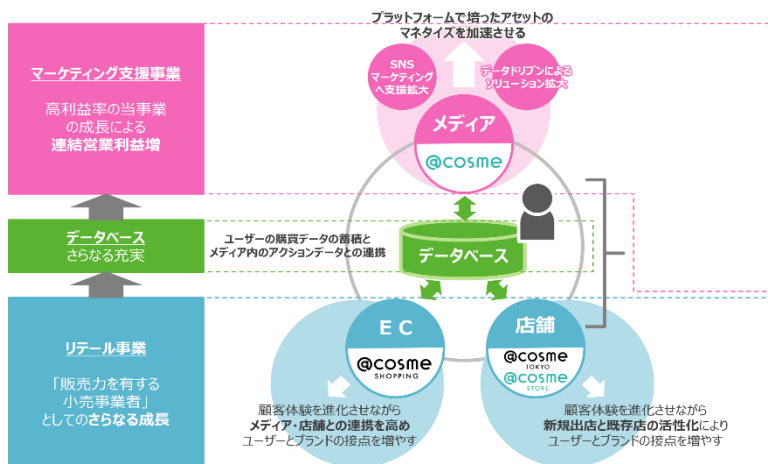 プラットフォームで培ったアセットの
マネタイズを加速させる
マーケティング支援事業
高利益率の当事業
の成長による
連結営業利益増
SNS
マーケティング
へ支援拡大
データドリブンによる
ソリューション拡大
メディア
@cosme
データベース
さらなる充実
ユーザーの購買データの蓄積と
メディア内のアクションデータとの連携
データベース
リテール事業
「販売力を有する
小売事業者」
としてのさらなる成長
EC
@cosme
SHOPPING
店舗
@cosme
TOKYO
@cosme
STORE
顧客体験を進化させながら
メディア・店舗との連携を高め
ユーザーとブランドの接点を増やす
顧客体験を進化させながら
新規出店と既存店の活性化により
ユーザーとブランドの接点を増やす